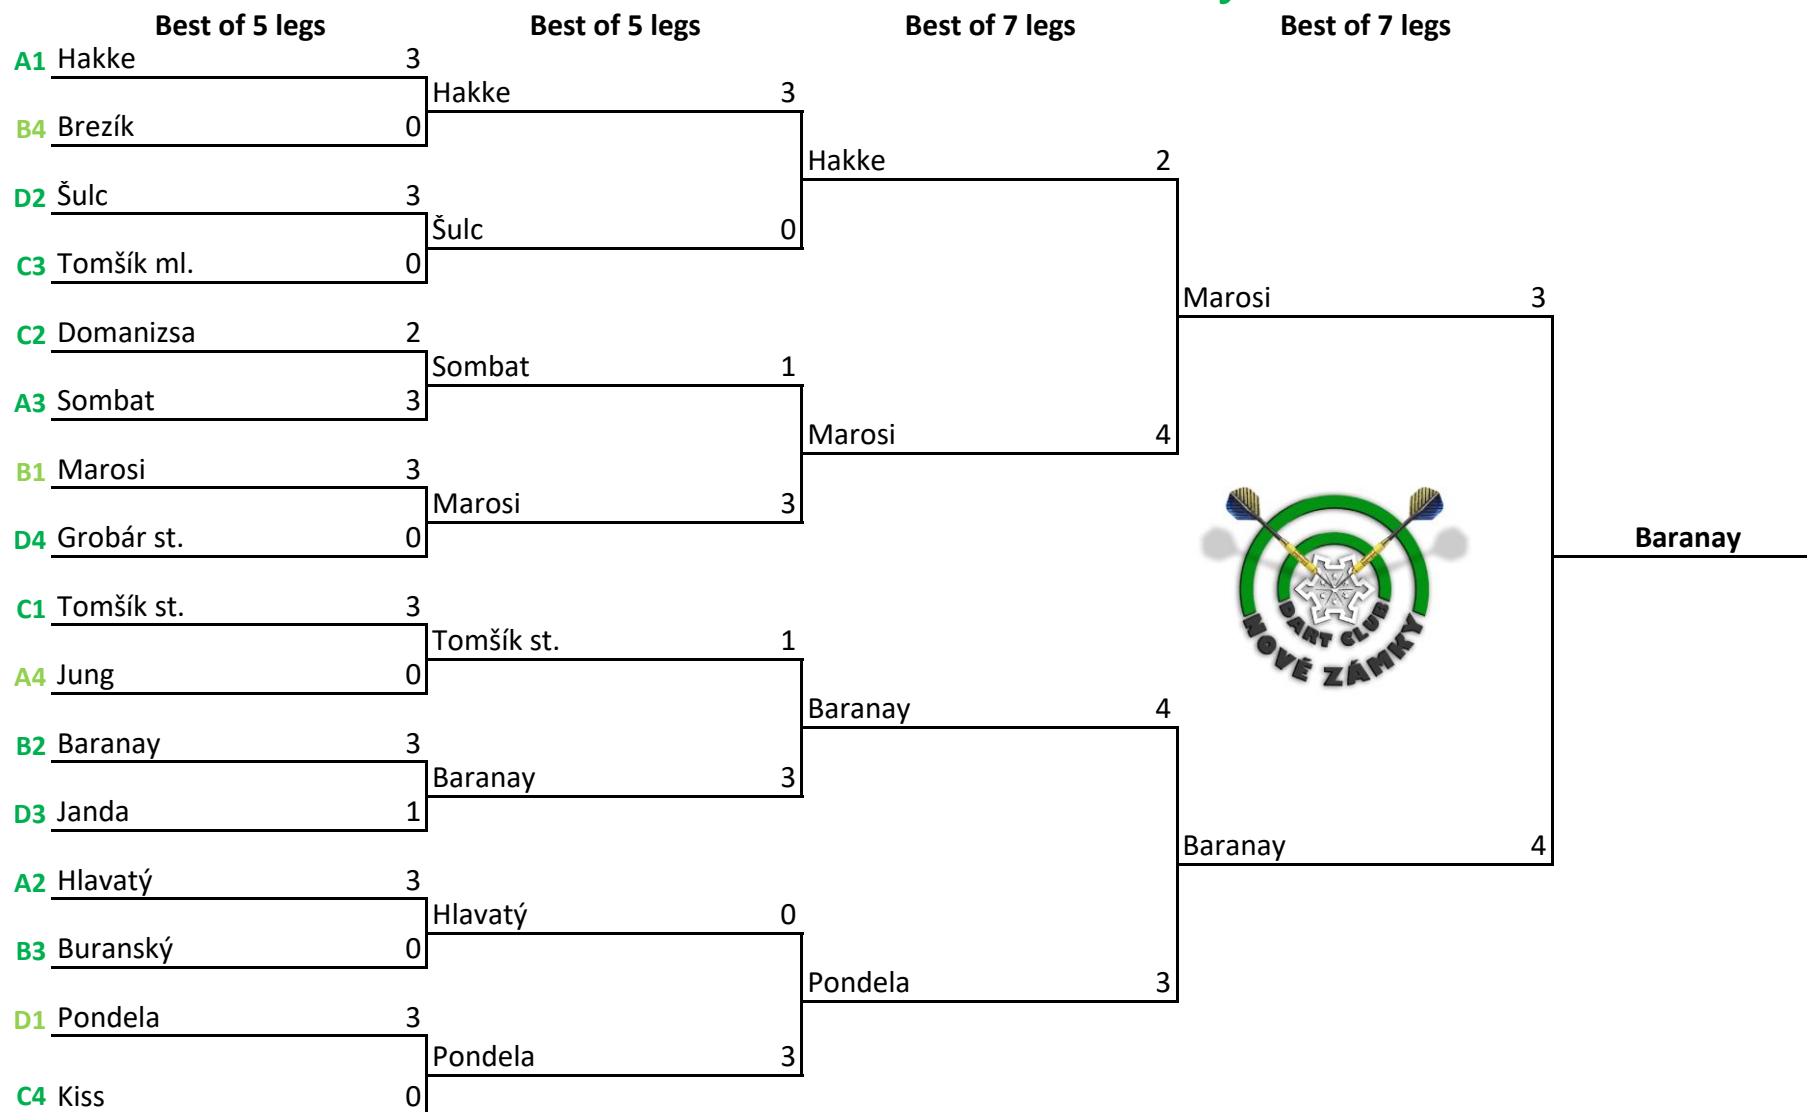 Best of 5 legs Best of 5 legs Best of 7 legs Best of 7 legs
A1 Hakke 3
Hakke 3
B4 Brezík 0
Hakke 2
D2 Šulc 3
Šulc 0
C3 Tomšík ml. 0
Marosi 3
C2 Domanizsa 2
Sombat 1
A3 Sombat 3
Marosi 4
B1 Marosi 3
Marosi 3
D4 Grobár st. 0
Baranay
C1 Tomšík st. 3
DART CLUB
NOVÉ ZÁMKY
Tomšík st. 1
A4 Jung 0
Baranay 4
B2 Baranay 3
Baranay 3
D3 Janda 1
Baranay 4
A2 Hlavatý 3
Hlavatý 0
B3 Buranský 0
Pondela 3
D1 Pondela 3
Pondela 3
C4 Kiss 0